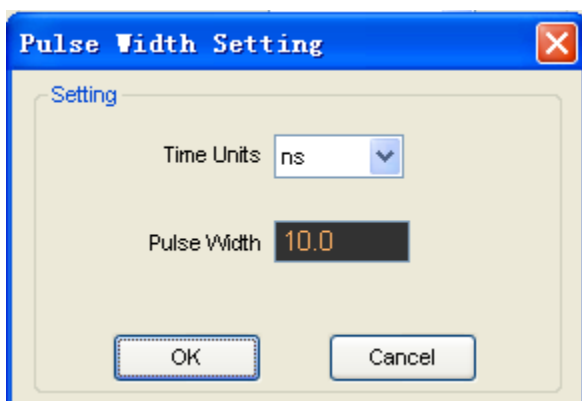 Pulse Width Setting
Setting
Time Units ns
Pulse Width 10.0
OK Cancel